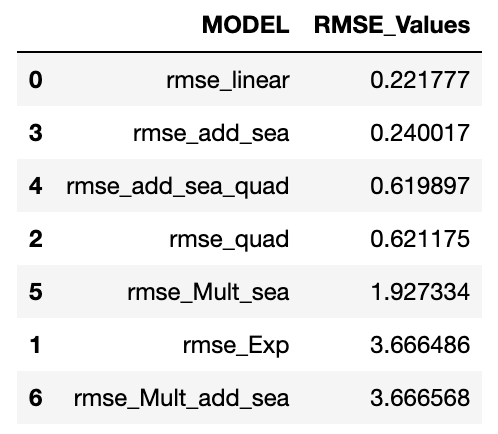 MODEL RMSE_Values
0 rmse_linear 0.221777
3 rmse_add_sea 0.240017
4 rmse_add_sea_quad 0.619897
2 rmse_quad 0.621175
5 rmse_Mult_sea 1.927334
1 rmse_Exp 3.666486
6 rmse_Mult_add_sea 3.666568